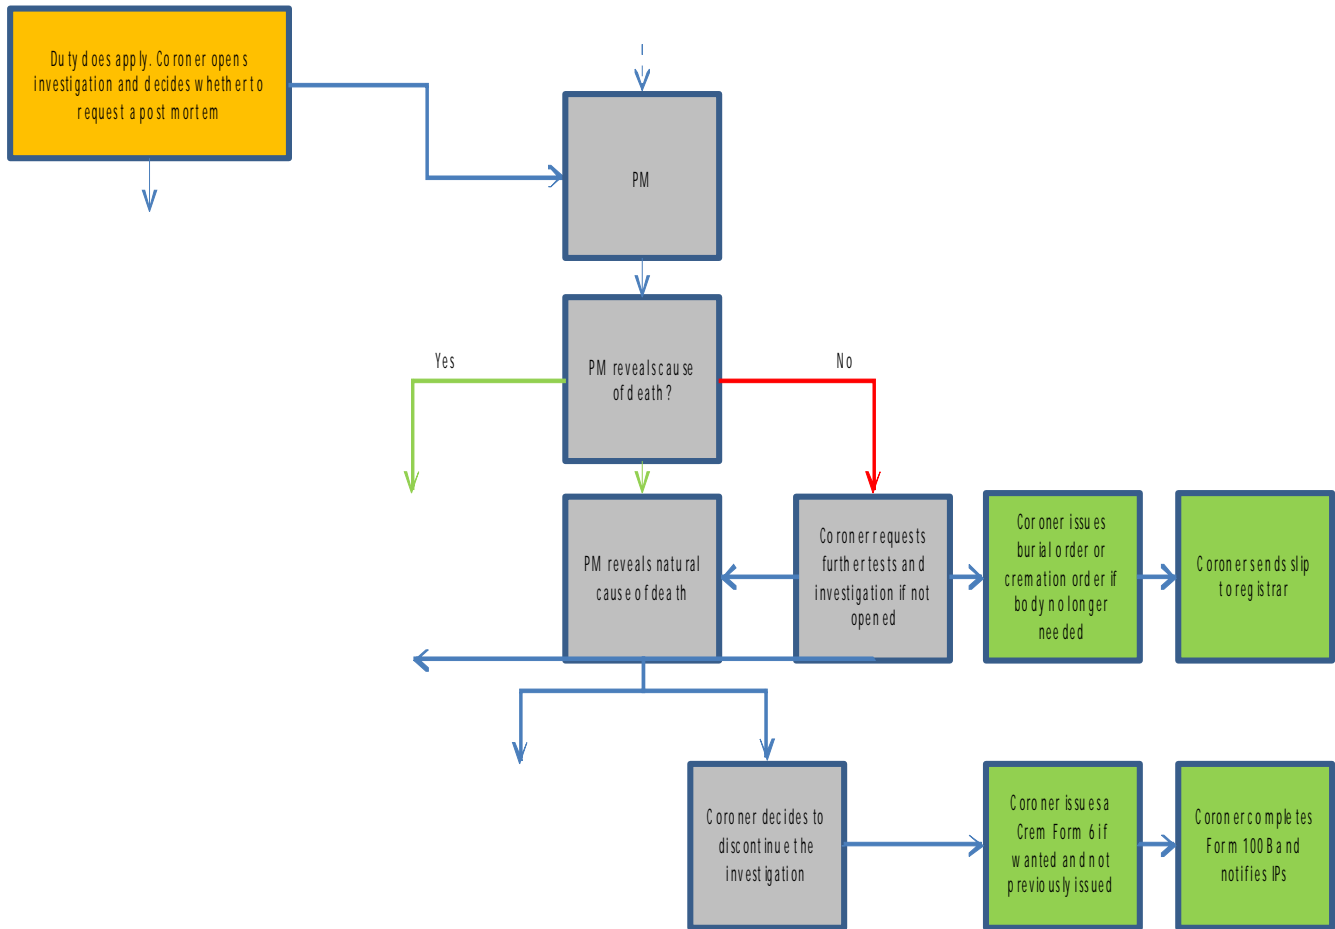 Duty does apply. Coroner opens
investigation and decides whether to
request a post mortem
PM
Yes
No
PM reveals cause
of death?
PM reveals natural
cause of death
Coroner requests
further tests and
investigation if not
opened
Coroner issues
burial order or
cremation order if
body no longer
needed
Coroner sends slip
to registrar
Coroner decides to
discontinue the
investigation
Coroner issues a
Crem Form 6 if
wanted and not
previously issued
Coroner completes
Form 100B and
notifies IPs